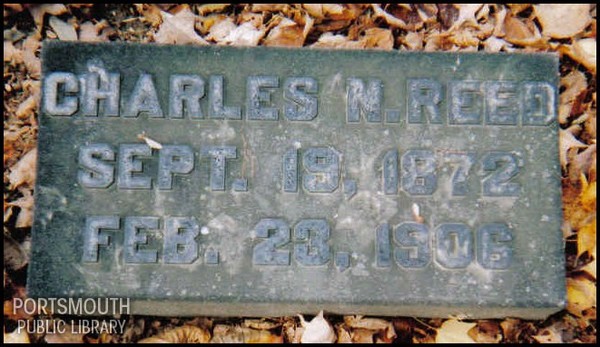 CHARLES N. REED
SEPT. 19, 1872
FEB. 23, 1906
PORTSMOUTH
PUBLIC LIBRARY